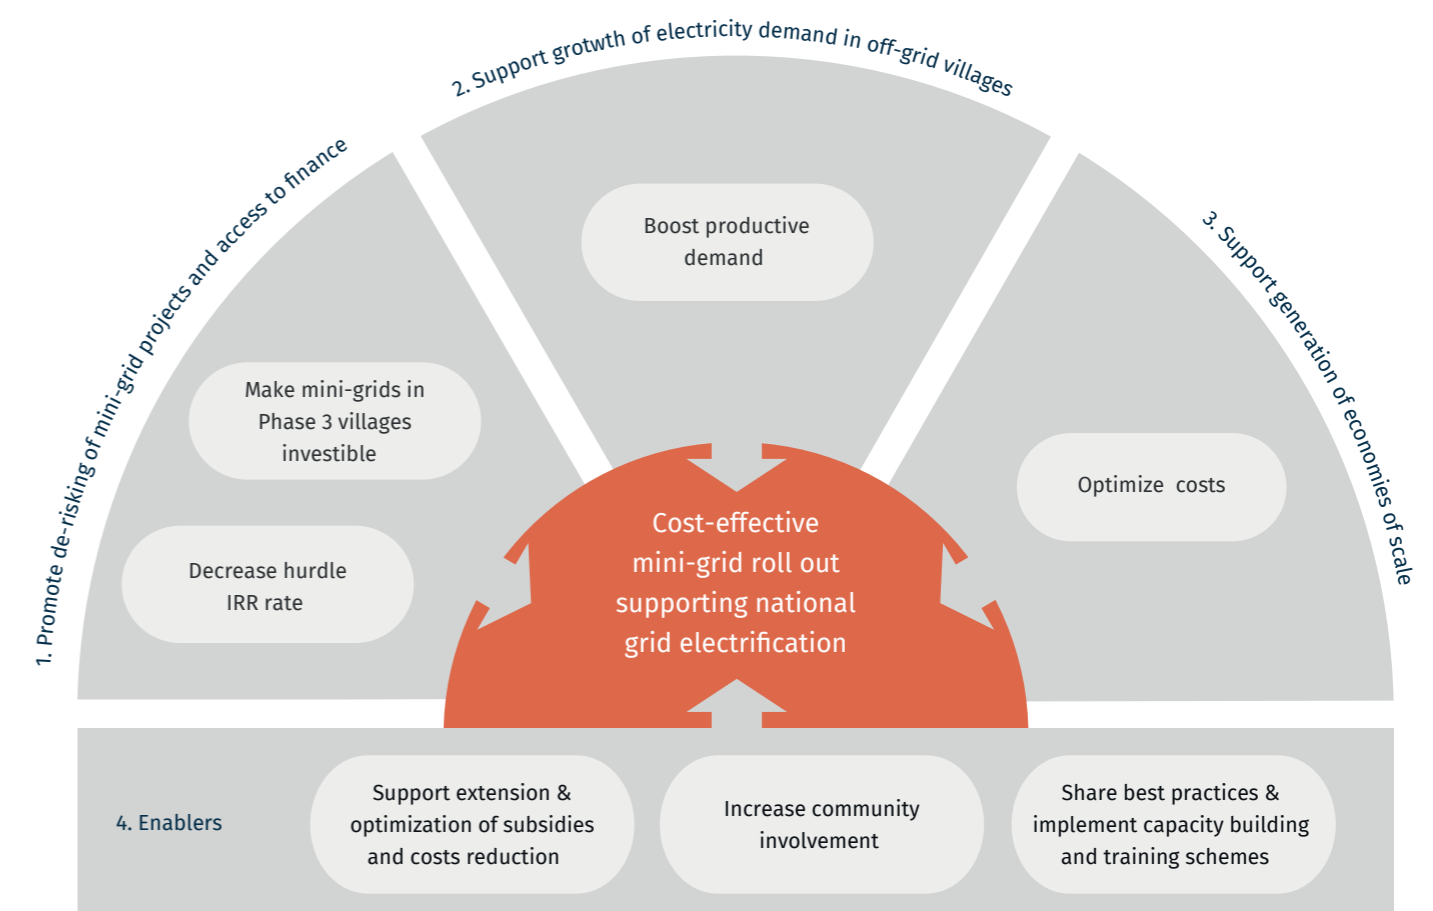 2. Support grotwth of electricity demand in off-grid villages
1. Promote de-risking of mini-grid projects and access to finance
3. Support generation of economies of scale
Boost productive
demand
Make mini-grids in
Phase 3 villages
investible
Optimize costs
Decrease hurdle
IRR rate
Cost-effective
mini-grid roll out
supporting national
grid electrification
4. Enablers
Support extension &
optimization of subsidies
and costs reduction
Increase community
involvement
Share best practices &
implement capacity building
and training schemes